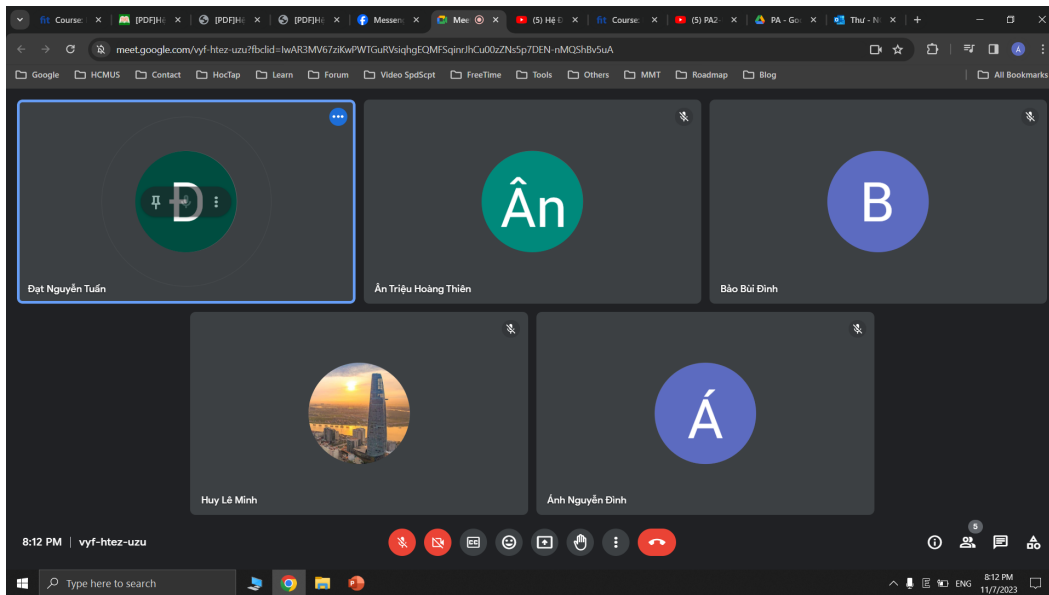 fit Course: [PDF]Hệ [PDF]Hệ [PDF]Hệ Messeng Mee (5) Hệ Đ fit Course: (5) PA2- PA - Goo Thư - N +
meet.google.com/vyf-htez-uzu?fbclid=IwAR3MV67ziKwPWTGuRVsiqhgEQMFSqinrJhCu00zZNs5p7DEN-nMQShBv5uA
Google HCMUS Contact HocTap Learn Forum Video SpdScpt FreeTime Tools Others MMT Roadmap Blog All Bookmarks
Đ Ân B
Đạt Nguyễn Tuấn Ân Triệu Hoàng Thiên Bảo Bùi Đình
Á
Huy Lê Minh Ánh Nguyễn Đình
5
8:12 PM | vyf-htez-uzu
Type here to search ENG 8:12 PM
11/7/2023